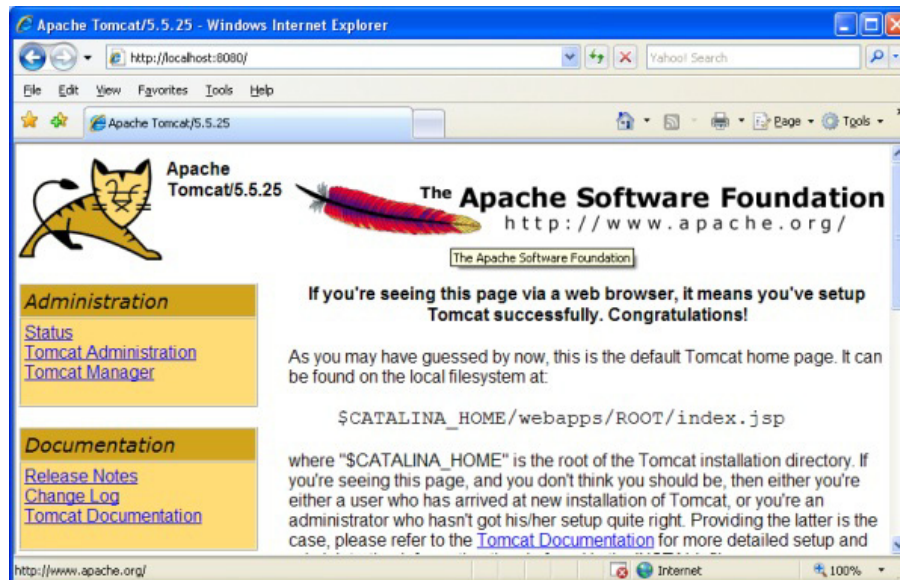 Apache Tomcat/5.5.25 - Windows Internet Explorer
http://localhost:8080/
Yahoo! Search
File Edit View Favorites Tools Help
Apache Tomcat/5.5.25
Page Tools
Apache
Tomcat/5.5.25
The Apache Software Foundation
http://www.apache.org/
The Apache Software Foundation
Administration
Status
Tomcat Administration
Tomcat Manager
Documentation
Release Notes
Change Log
Tomcat Documentation
If you're seeing this page via a web browser, it means you've setup
Tomcat successfully. Congratulations!
As you may have guessed by now, this is the default Tomcat home page. It can
be found on the local filesystem at:
$CATALINA_HOME/webapps/ROOT/index.jsp
where "$CATALINA_HOME" is the root of the Tomcat installation directory. If
you're seeing this page, and you don't think you should be, then either you're
either a user who has arrived at new installation of Tomcat, or you're an
administrator who hasn't got his/her setup quite right. Providing the latter is the
case, please refer to the Tomcat Documentation for more detailed setup and
http://www.apache.org/
Internet
100%